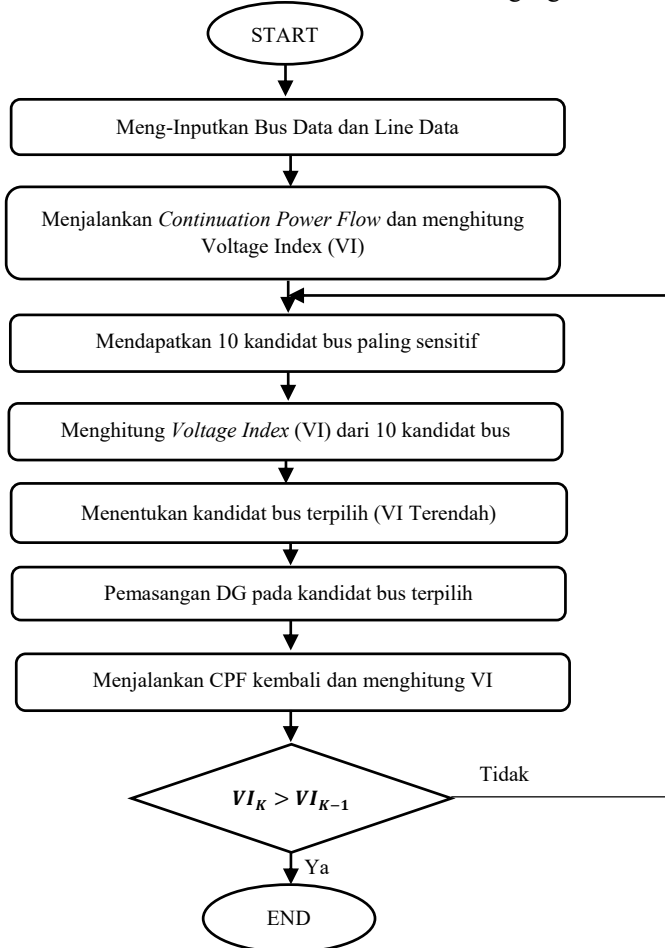 START
Meng-Inputkan Bus Data dan Line Data
Menjalankan Continuation Power Flow dan menghitung
Voltage Index (VI)
Mendapatkan 10 kandidat bus paling sensitif
Menghitung Voltage Index (VI) dari 10 kandidat bus
Menentukan kandidat bus terpilih (VI Terendah)
Pemasangan DG pada kandidat bus terpilih
Menjalankan CPF kembali dan menghitung VI
VI_K > VI_{K−1}
Tidak
Ya
END